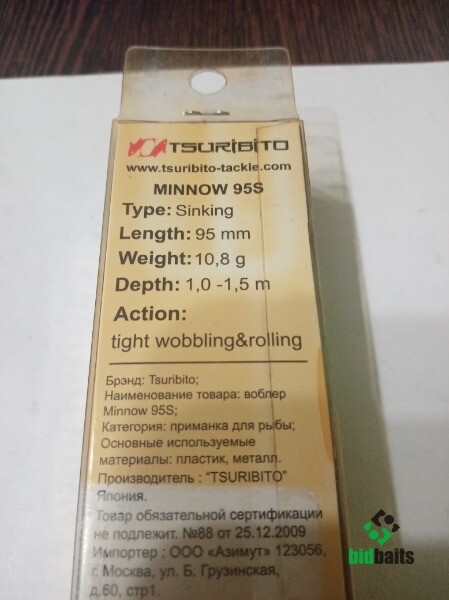 TSURIBITO
www.tsuribito-tackle.com
MINNOW 95S
Type: Sinking
Length: 95 mm
Weight: 10,8 g
Depth: 1,0 -1,5 m
Action:
tight wobbling&rolling
Брэнд: Tsuribito;
Наименование товара: воблер
Minnow 95S;
Категория: приманка для рыбы;
Основные используемые
материалы: пластик, металл.
Производитель : "TSURIBITO"
Япония.
Товар обязательной сертификации
не подлежит. №88 от 25.12.2009
Импортер : ООО «Азимут» 123056,
г. Москва, ул. Б. Грузинская,
д.60, стр1.
bidbaits